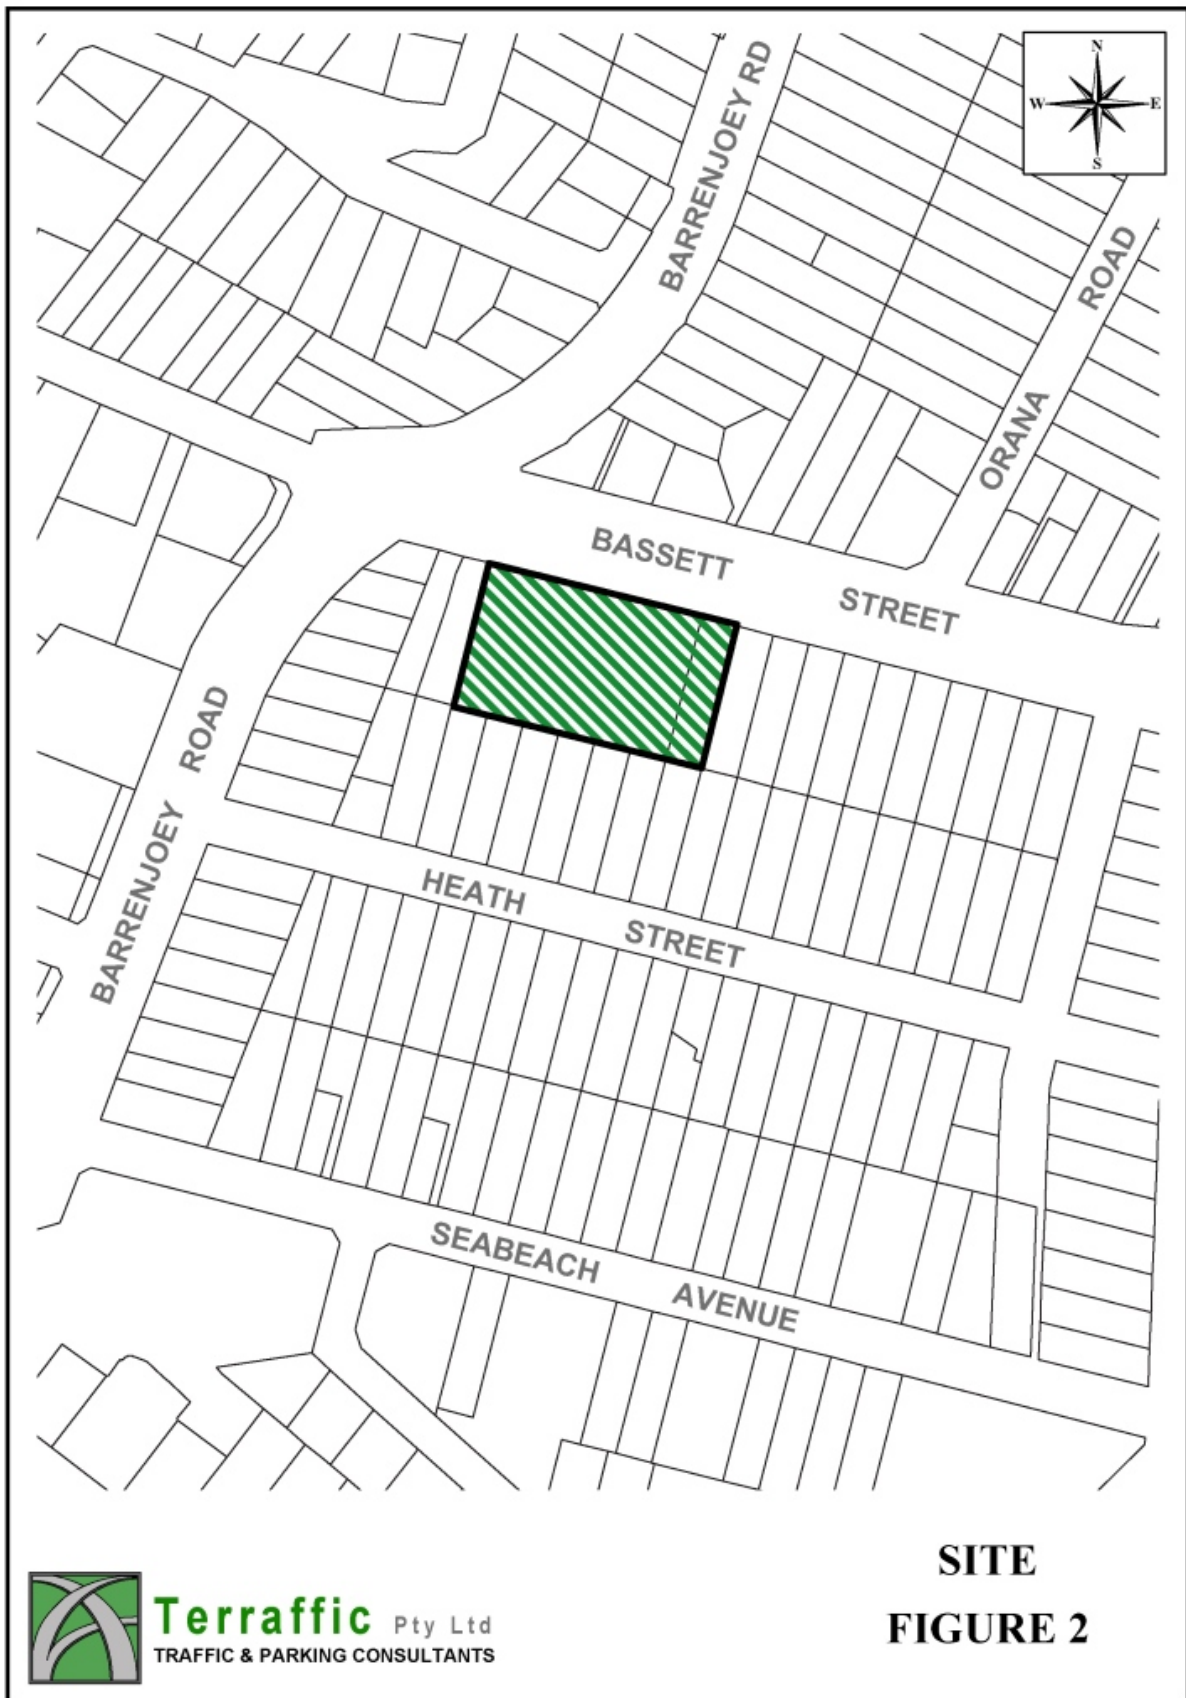 N
W E
S
BARRENJOEY RD
ORANA ROAD
BASSETT STREET
BARRENJOEY ROAD
HEATH STREET
SEABEACH AVENUE
SITE
FIGURE 2
Terraffic Pty Ltd
TRAFFIC & PARKING CONSULTANTS